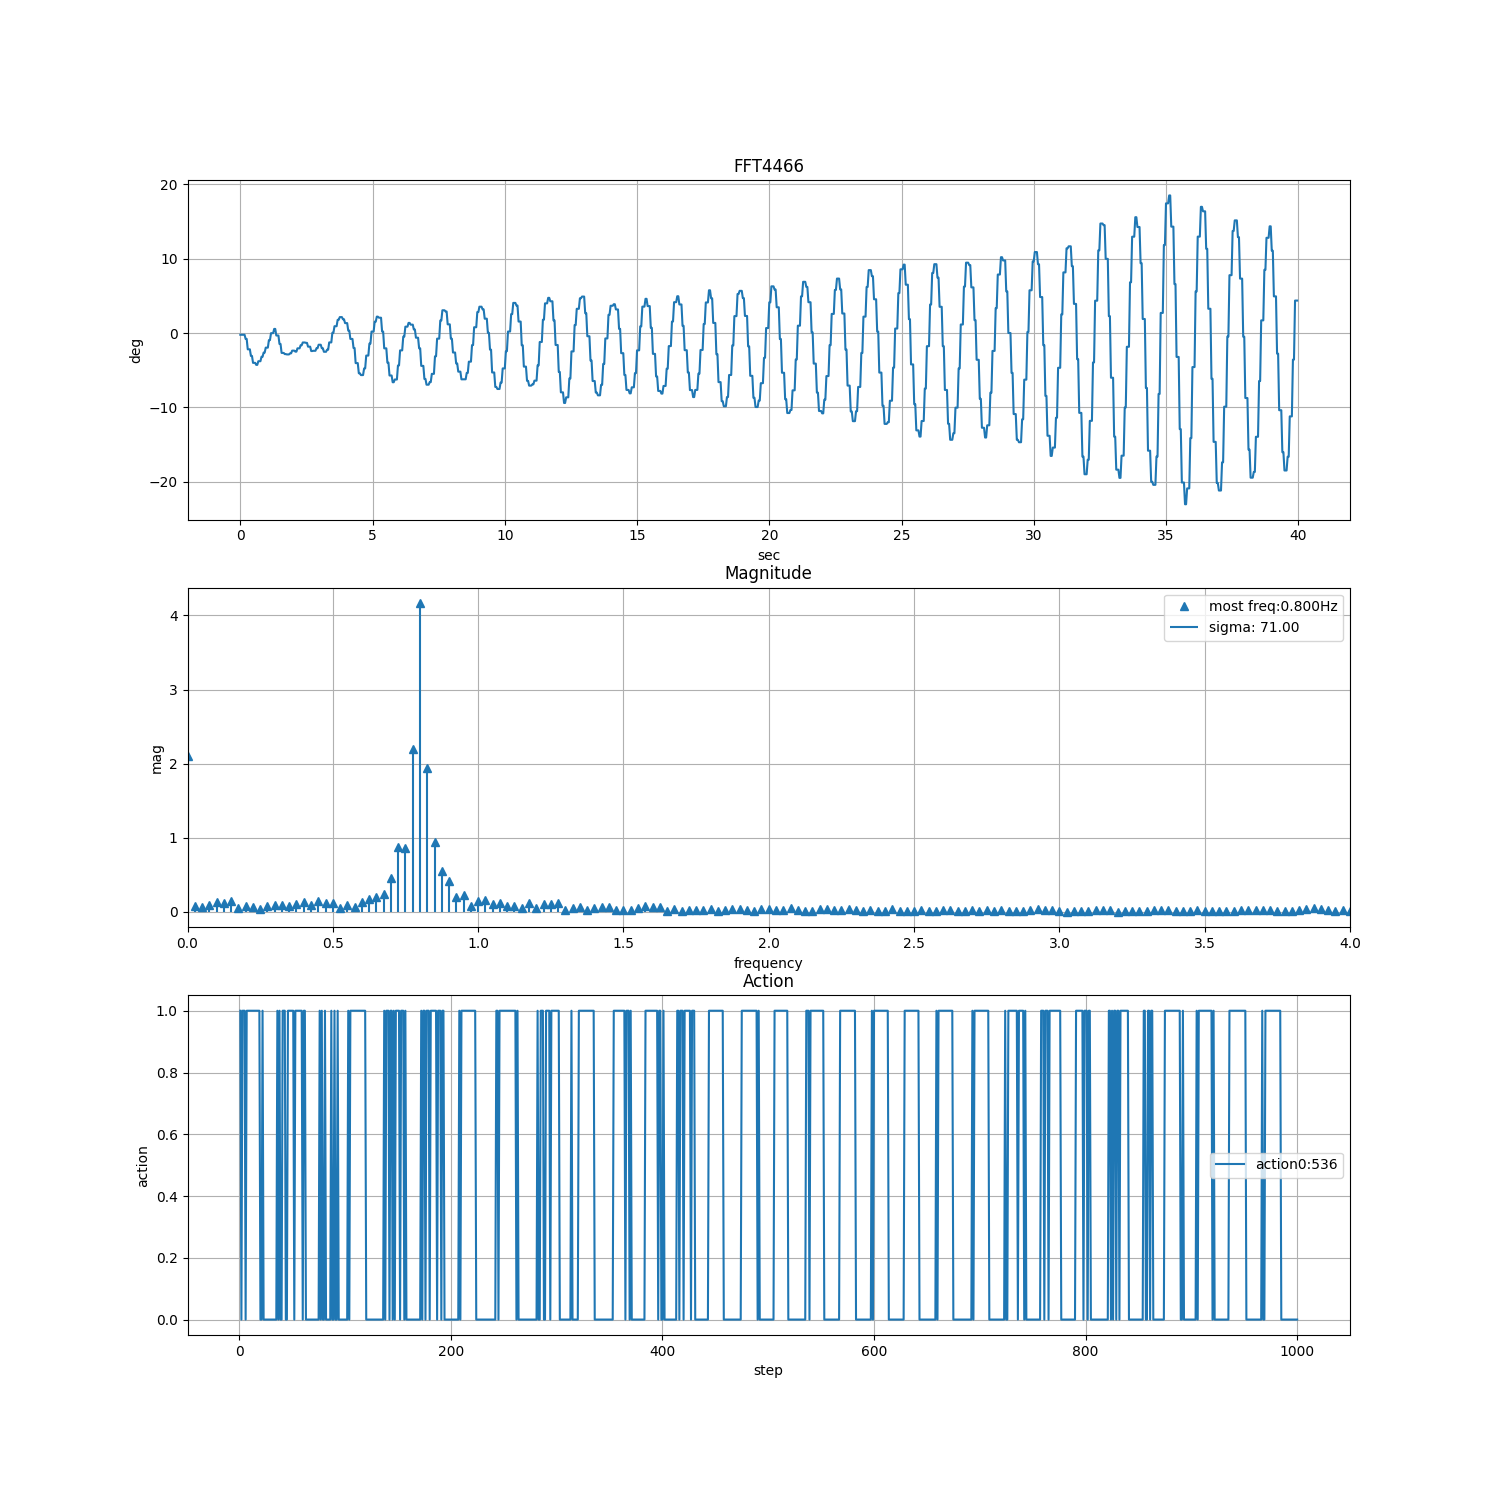 FFT4466
20
10
0
−10
−20
deg
0 5 10 15 20 25 30 35 40
sec
Magnitude
most freq:0.800Hz
sigma: 71.00
4
3
2
1
0
mag
0.0 0.5 1.0 1.5 2.0 2.5 3.0 3.5 4.0
frequency
Action
1.0
0.8
0.6
0.4
0.2
0.0
action
action0:536
0 200 400 600 800 1000
step